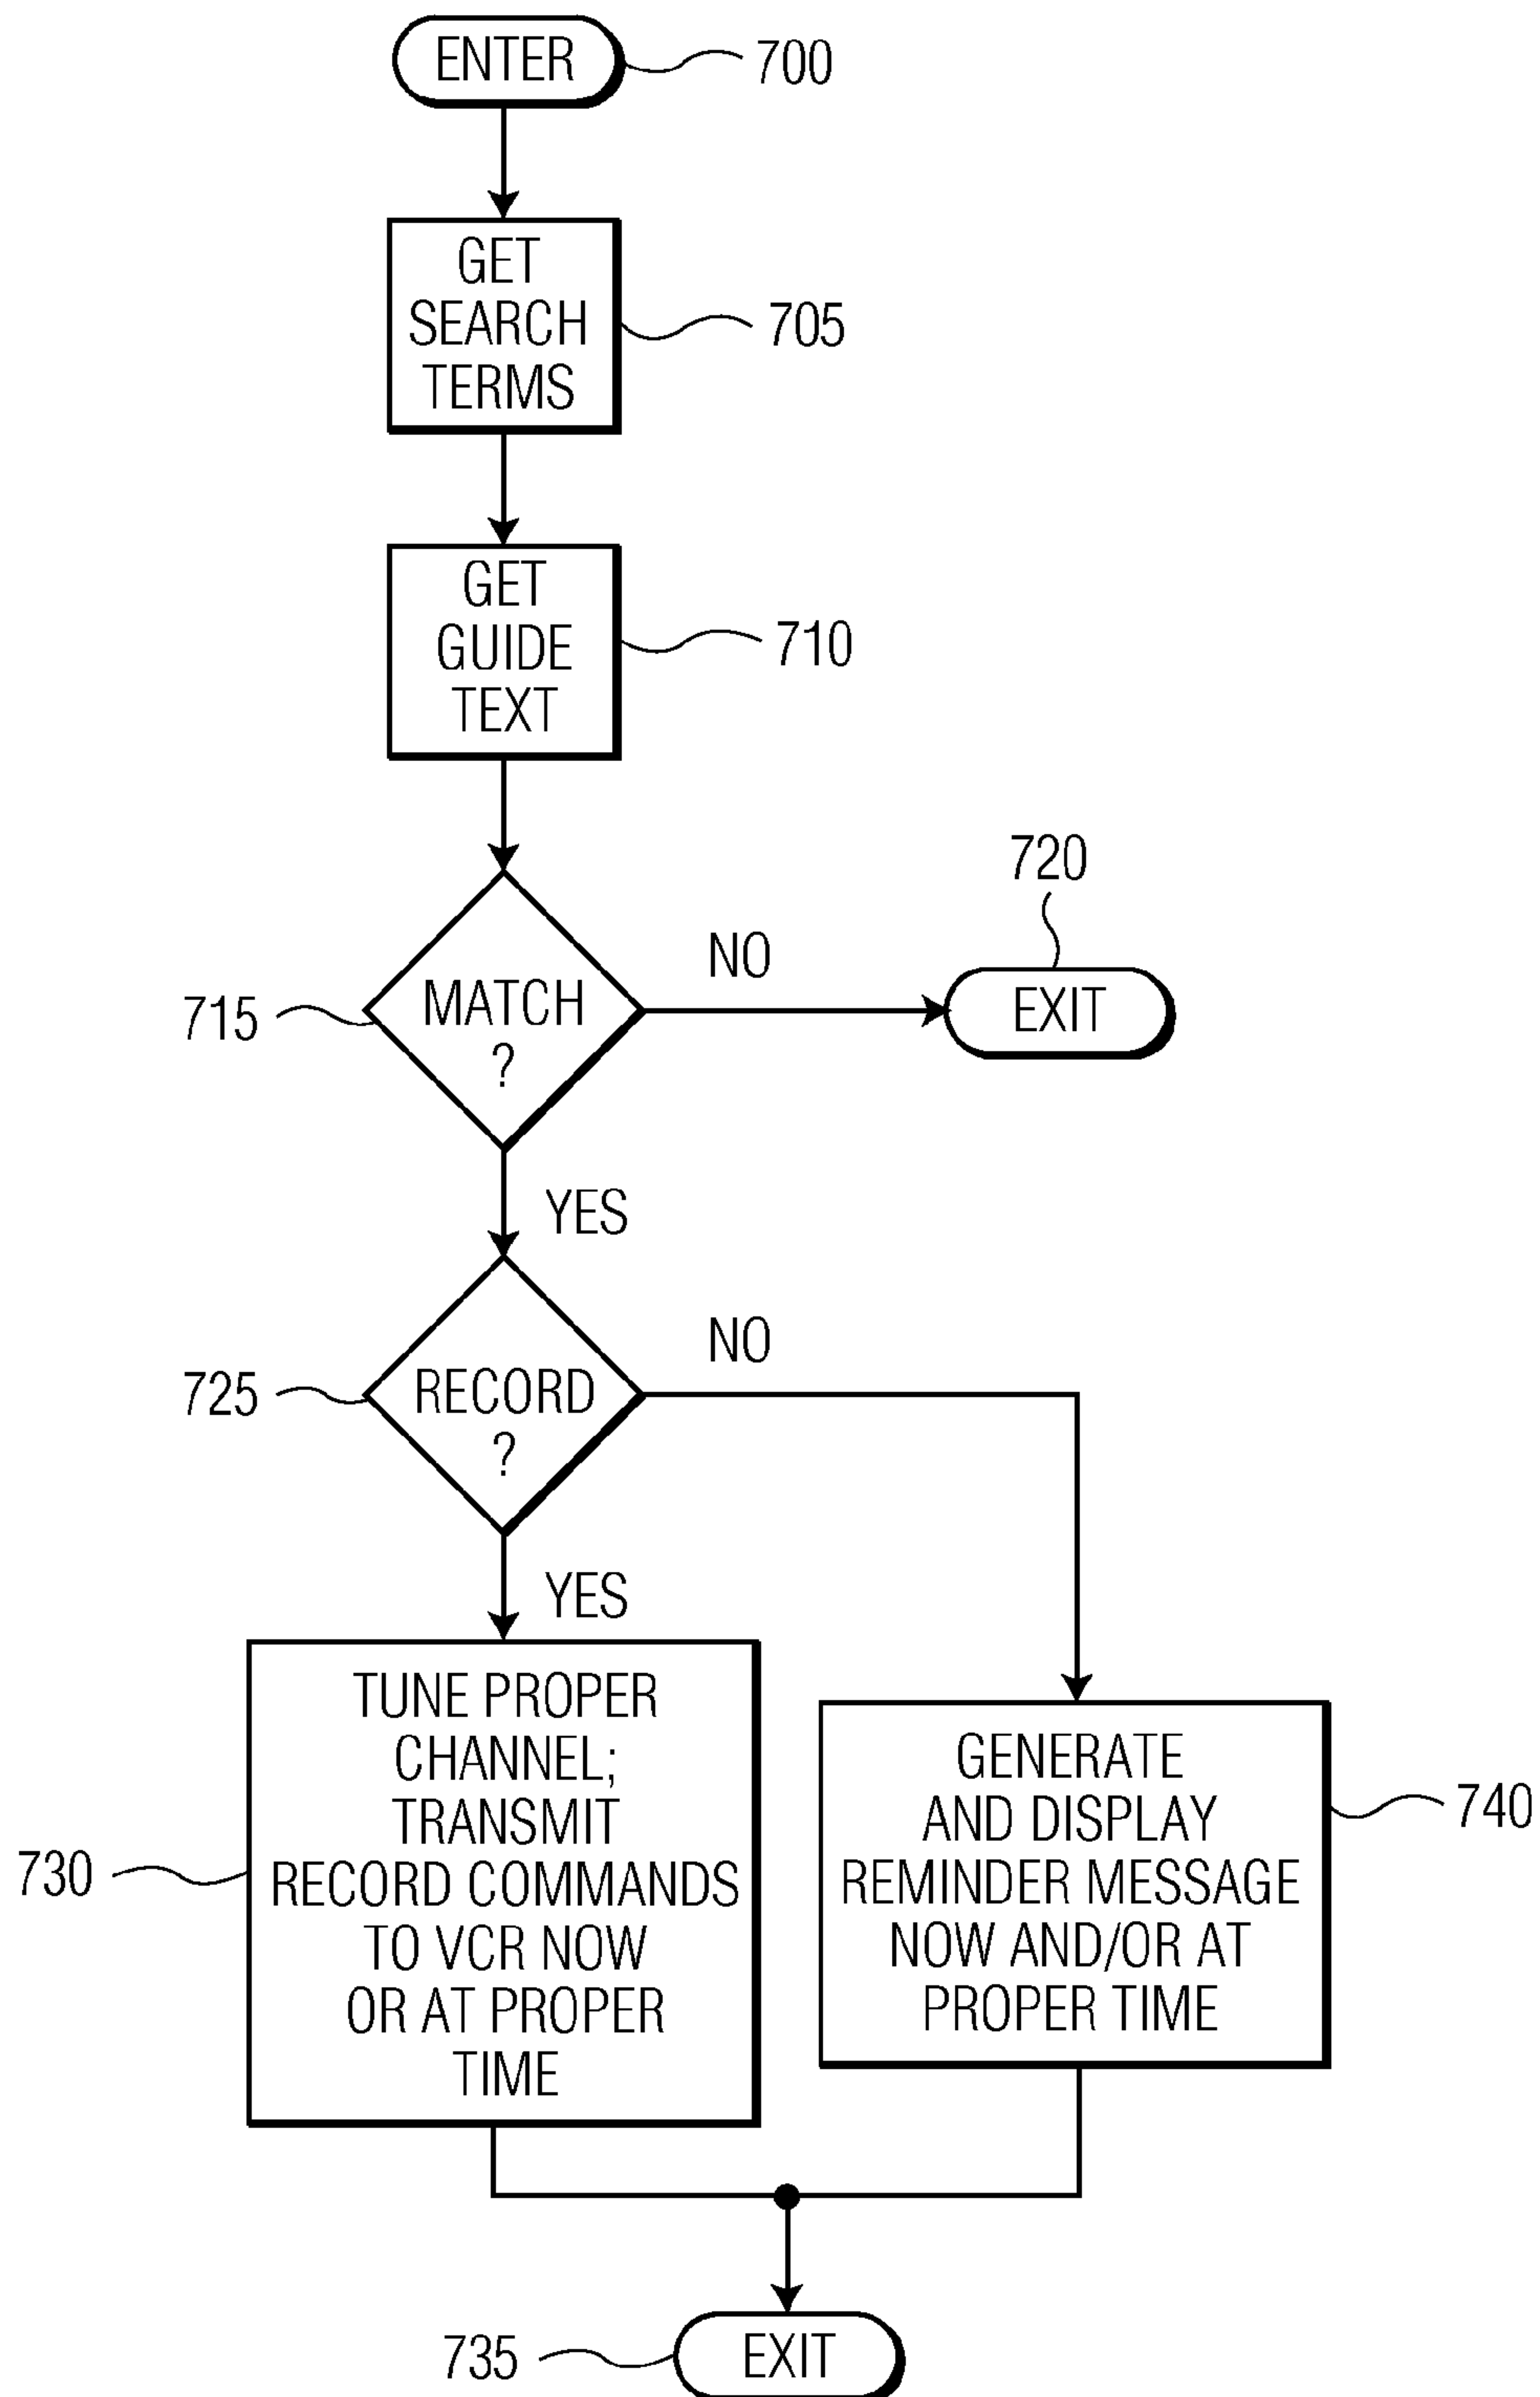 ENTER
700
GET
SEARCH
TERMS
705
GET
GUIDE
TEXT
710
720
NO
715
MATCH
?
EXIT
YES
NO
725
RECORD
?
YES
730
TUNE PROPER
CHANNEL;
TRANSMIT
RECORD COMMANDS
TO VCR NOW
OR AT PROPER
TIME
GENERATE
AND DISPLAY
REMINDER MESSAGE
NOW AND/OR AT
PROPER TIME
740
735
EXIT